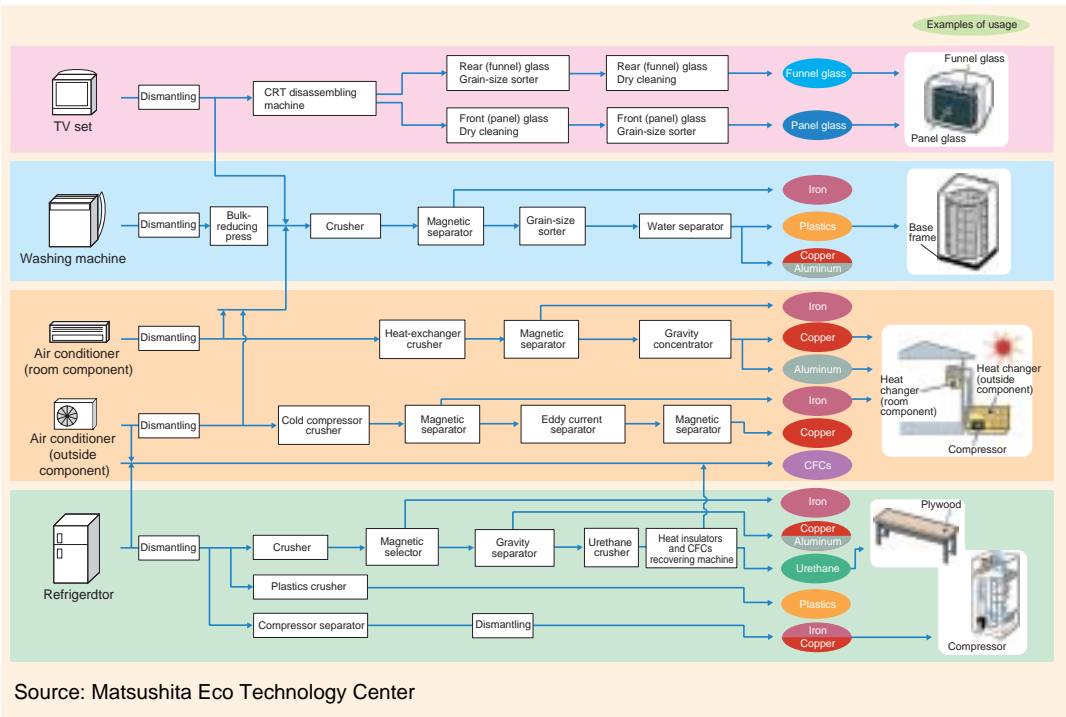 Examples of usage
TV set
Dismantling
CRT disassembling
machine
Rear (funnel) glass
Grain-size sorter
Rear (funnel) glass
Dry cleaning
Funnel glass
Front (panel) glass
Dry cleaning
Front (panel) glass
Grain-size sorter
Panel glass
Funnel glass
Panel glass
Washing machine
Dismantling
Bulk-
reducing
press
Crusher
Magnetic
separator
Grain-size
sorter
Water separator
Iron
Plastics
Copper
Aluminum
Base
frame
Air conditioner
(room component)
Dismantling
Heat-exchanger
crusher
Magnetic
separator
Gravity
concentrator
Iron
Copper
Aluminum
Air conditioner
(outside
component)
Dismantling
Cold compressor
crusher
Magnetic
separator
Eddy current
separator
Magnetic
separator
Iron
Copper
CFCs
Heat
changer
(room
component)
Heat changer
(outside
component)
Compressor
Refrigerdtor
Dismantling
Crusher
Magnetic
selector
Gravity
separator
Urethane
crusher
Heat insulators
and CFCs
recovering machine
Iron
Copper
Aluminum
Urethane
Plastics crusher
Plastics
Compressor separator
Dismantling
Iron
Copper
Plywood
Compressor
Source: Matsushita Eco Technology Center